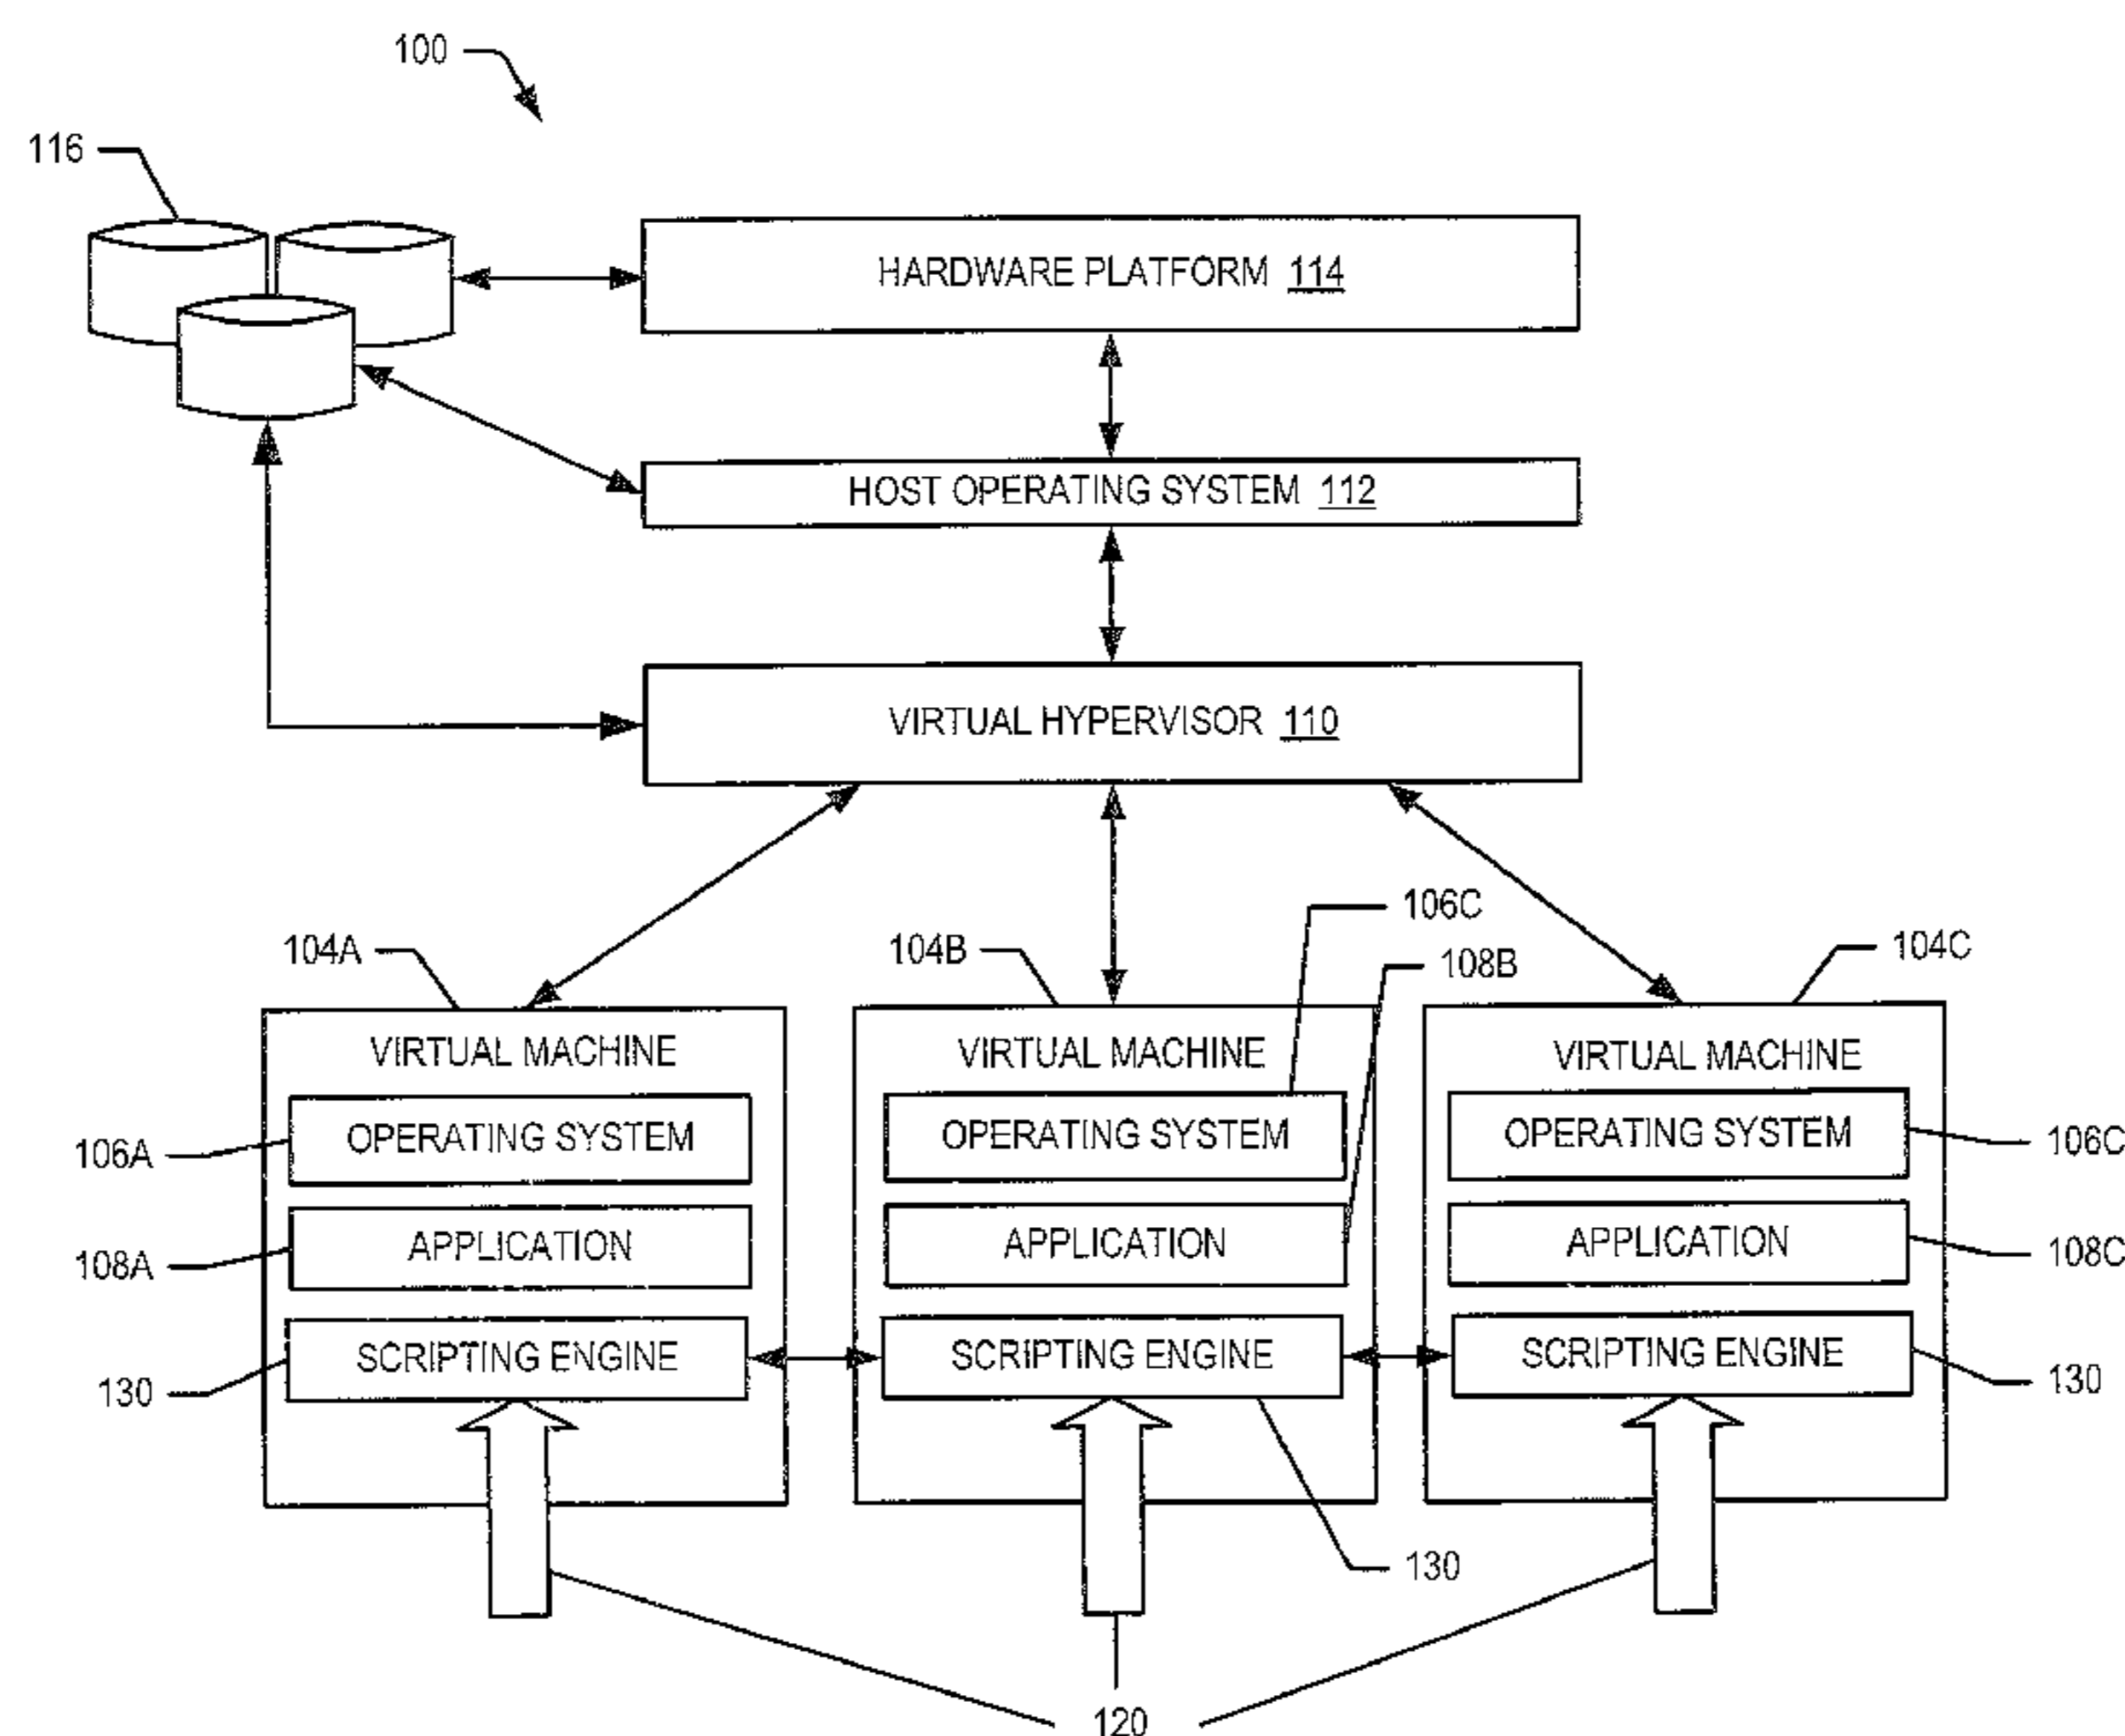 100
116
HARDWARE PLATFORM 114
HOST OPERATING SYSTEM 112
VIRTUAL HYPERVISOR 110
106C
104A
104B
108B
104C
VIRTUAL MACHINE
VIRTUAL MACHINE
VIRTUAL MACHINE
106A
OPERATING SYSTEM
OPERATING SYSTEM
OPERATING SYSTEM
106C
108A
APPLICATION
APPLICATION
APPLICATION
108C
130
SCRIPTING ENGINE
SCRIPTING ENGINE
SCRIPTING ENGINE
130
130
120